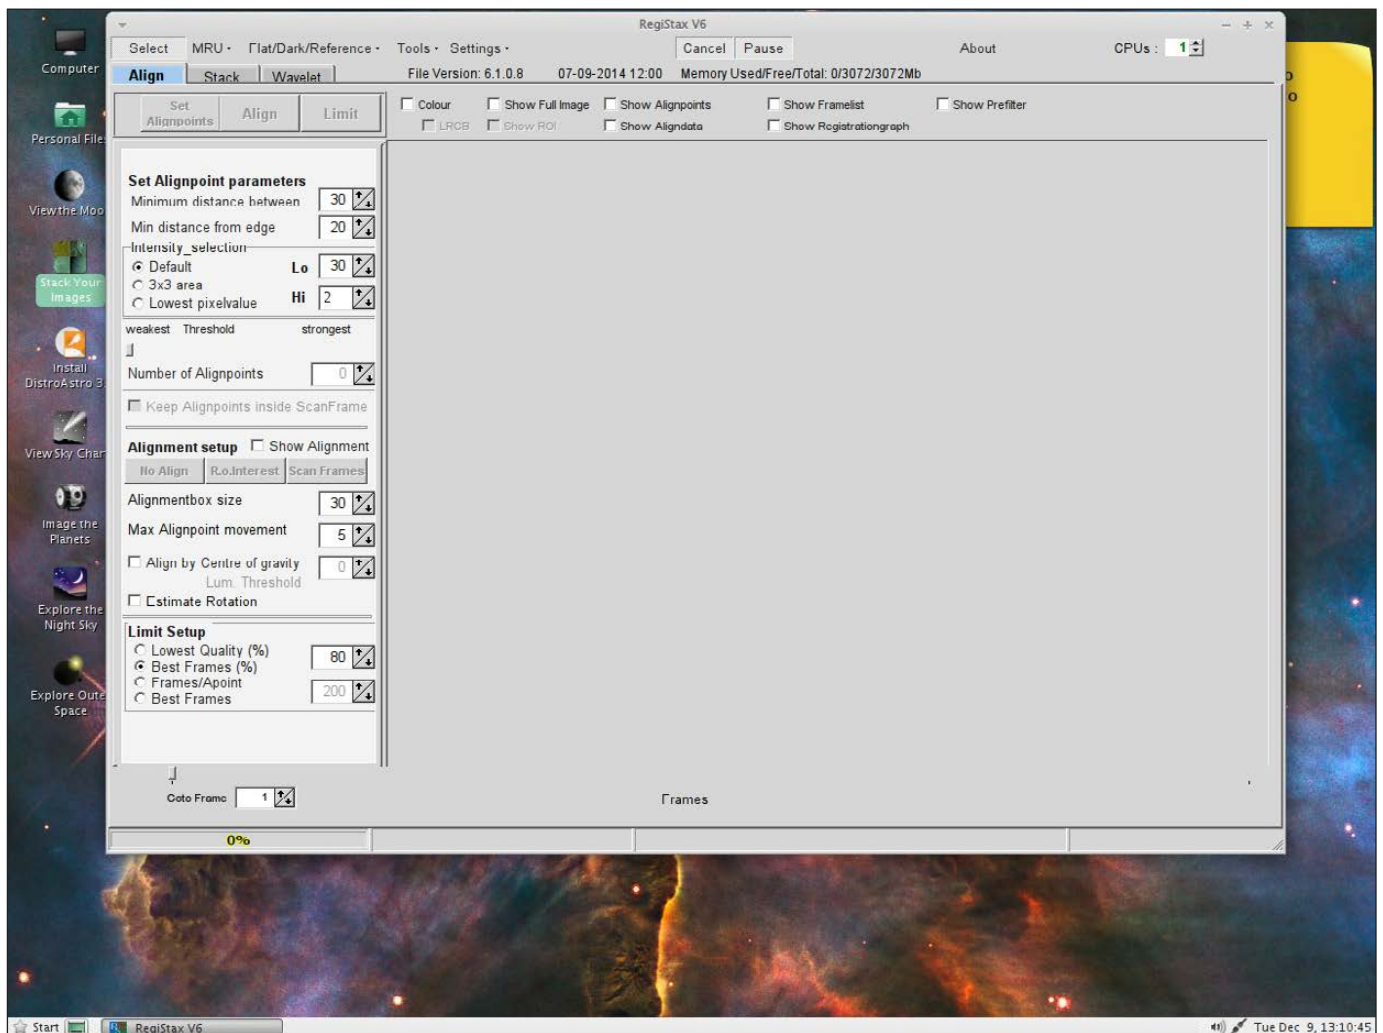 RegiStax V6
Select MRU Flat/Dark/Reference Tools Settings Cancel Pause About CPUs : 1
Align Stack Wavelet File Version: 6.1.0.8 07-09-2014 12:00 Memory Used/Free/Total: 0/3072/3072Mb
Set Alignpoints Align Limit
Colour Show Full Image Show Alignpoints Show Framelist Show Prefilter
LRGB Show ROI Show Aligndata Show Registrationgraph
Set Alignpoint parameters
Minimum distance between 30
Min distance from edge 20
Intensity_selection
Default Lo 30
3x3 area
Lowest pixelvalue Hi 2
weakest Threshold strongest
Number of Alignpoints 0
Keep Alignpoints inside ScanFrame
Alignment setup Show Alignment
No Align R.o.Interest Scan Frames
Alignmentbox size 30
Max Alignpoint movement 5
Align by Centre of gravity 0
Lum. Threshold
Estimate Rotation
Limit Setup
Lowest Quality (%)
Best Frames (%) 80
Frames/Apoint
Best Frames 200
Goto Frame 1 Frames
0%
Computer
Personal File
View the Moo
Stack Your
Images
Install
DistroAstro 3.
View Sky Char
Image the
Planets
Explore the
Night Sky
Explore Oute
Space
o
o
Start RegiStax V6 Tue Dec 9, 13:10:45